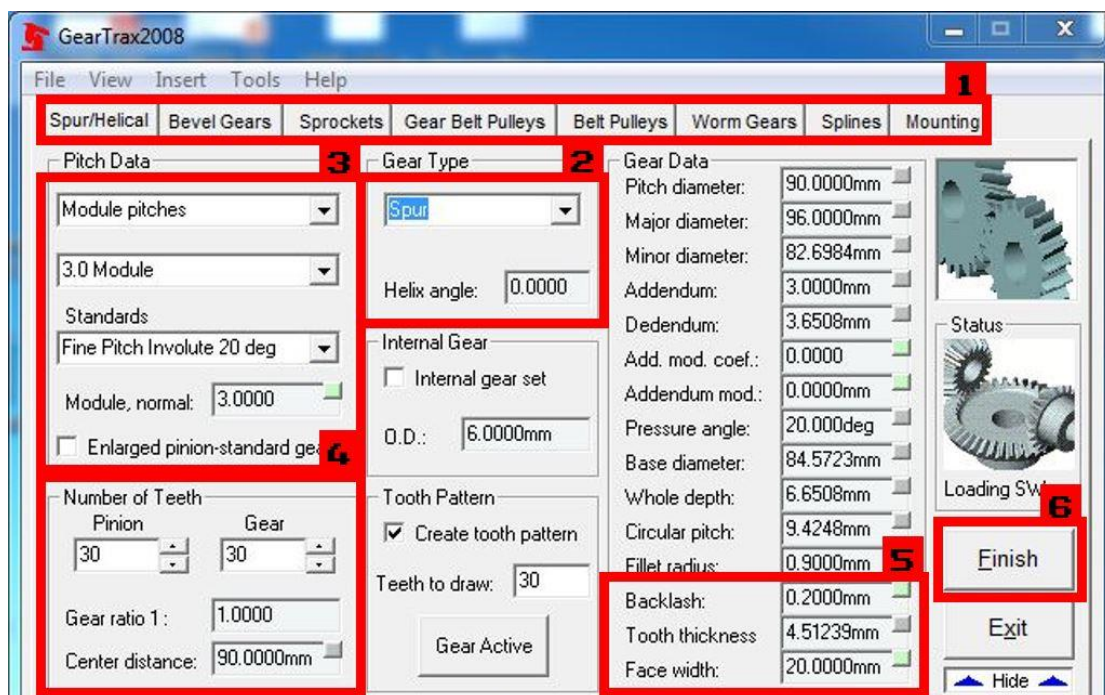 GearTrax2008
File View Insert Tools Help
1
Spur/Helical Bevel Gears Sprockets Gear Belt Pulleys Belt Pulleys Worm Gears Splines Mounting
Pitch Data
3
Module pitches
3.0 Module
Standards
Fine Pitch Involute 20 deg
Module, normal: 3.0000
Enlarged pinion-standard
4
Number of Teeth
Pinion Gear
30 30
Gear ratio 1 : 1.0000
Center distance: 90.0000mm
Gear Type
2
Spur
Helix angle: 0.0000
Internal Gear
Internal gear set
O.D.: 6.0000mm
Tooth Pattern
Create tooth pattern
Teeth to draw: 30
Gear Active
Gear Data
Pitch diameter: 90.0000mm
Major diameter: 96.0000mm
Minor diameter: 82.6984mm
Addendum: 3.0000mm
Dedendum: 3.6508mm
Add. mod. coef.: 0.0000
Addendum mod.: 0.0000mm
Pressure angle: 20.000deg
Base diameter: 84.5723mm
Whole depth: 6.6508mm
Circular pitch: 9.4248mm
Fillet radius: 0.9000mm
5
Backlash: 0.2000mm
Tooth thickness 4.51239mm
Face width: 20.0000mm
Status
Loading
6
Finish
Exit
Hide